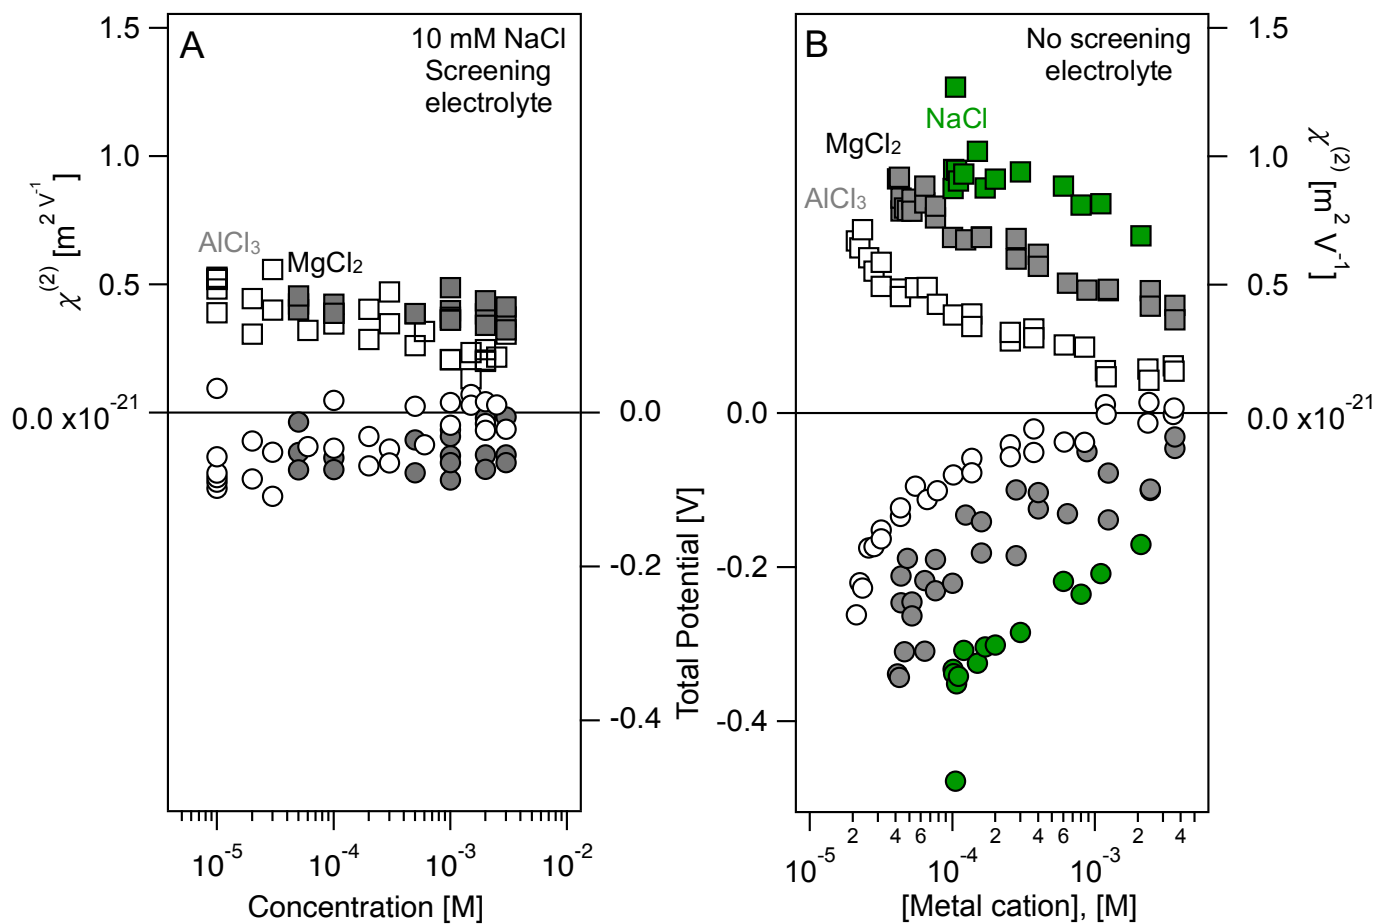 A
10 mM NaCl
Screening
electrolyte
1.5
1.0
0.5
0.0 x10-21
χ(2) [m2 V-1]
AlCl3
MgCl2
0.0
-0.2
-0.4
Total Potential [V]
10-5
10-4
10-3
10-2
Concentration [M]
B
No screening
electrolyte
NaCl
MgCl2
AlCl3
0.0
-0.2
-0.4
1.5
1.0
0.5
0.0 x10-21
χ(2) [m2 V-1]
2 4 6 2 4 6 2 4
10-5
10-4
10-3
[Metal cation], [M]